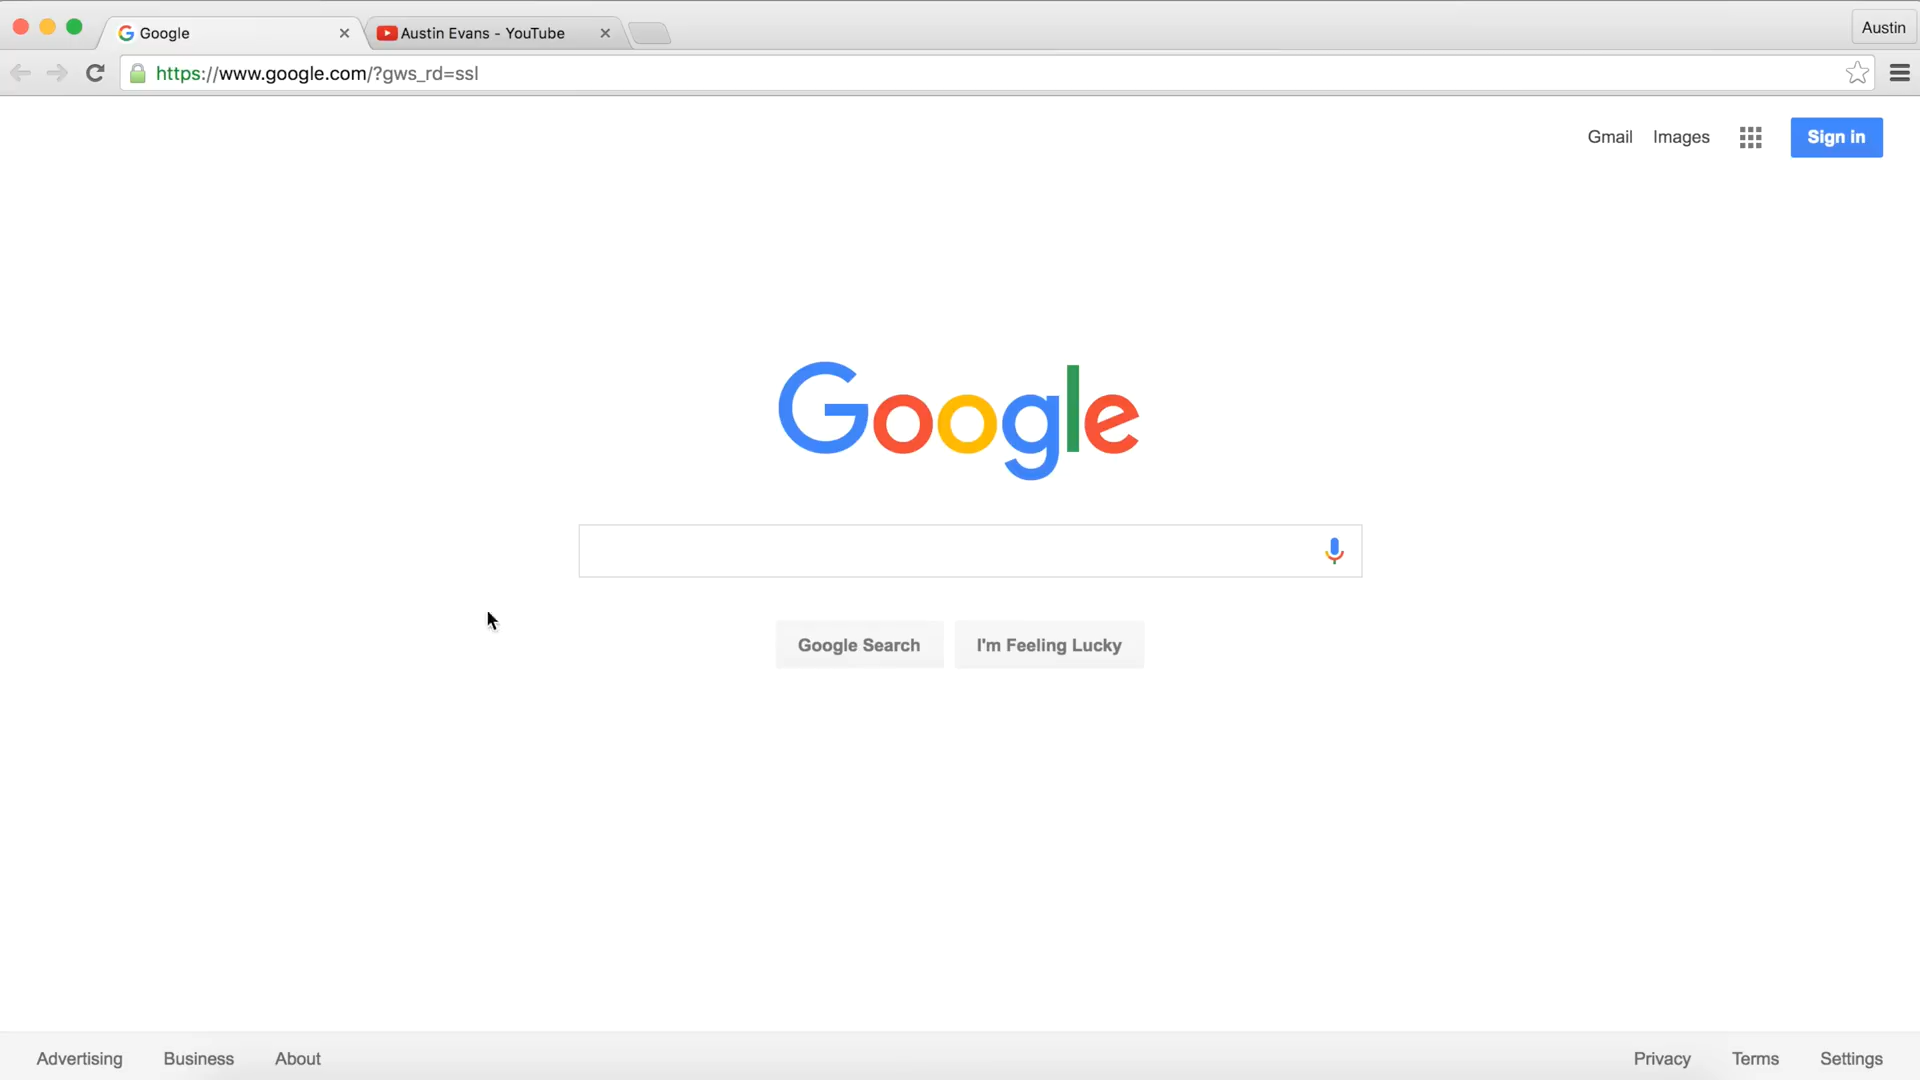 Google
Austin Evans - YouTube
Austin
https://www.google.com/?gws_rd=ssl
Gmail
Images
Sign in
Google
Google Search
I'm Feeling Lucky
Advertising
Business
About
Privacy
Terms
Settings